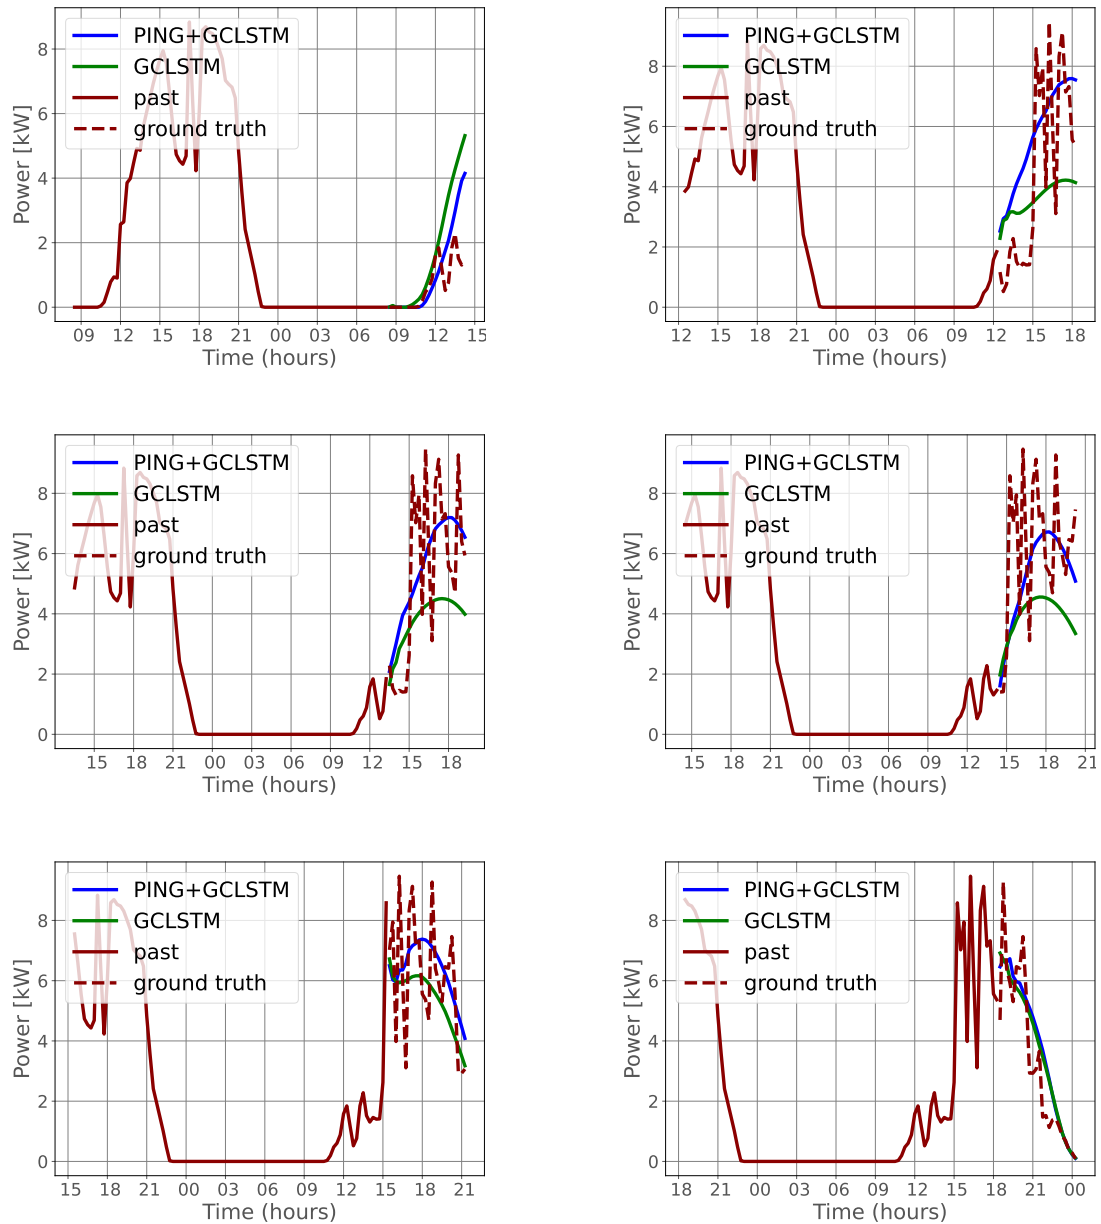 PING+GCLSTM
GCLSTM
past
ground truth
Power [kW]
8
6
4
2
0
09 12 15 18 21 00 03 06 09 12 15
Time (hours)
PING+GCLSTM
GCLSTM
past
ground truth
Power [kW]
8
6
4
2
0
12 15 18 21 00 03 06 09 12 15 18
Time (hours)
PING+GCLSTM
GCLSTM
past
ground truth
Power [kW]
8
6
4
2
0
15 18 21 00 03 06 09 12 15 18
Time (hours)
PING+GCLSTM
GCLSTM
past
ground truth
Power [kW]
8
6
4
2
0
15 18 21 00 03 06 09 12 15 18 21
Time (hours)
PING+GCLSTM
GCLSTM
past
ground truth
Power [kW]
8
6
4
2
0
15 18 21 00 03 06 09 12 15 18 21
Time (hours)
PING+GCLSTM
GCLSTM
past
ground truth
Power [kW]
8
6
4
2
0
18 21 00 03 06 09 12 15 18 21 00
Time (hours)